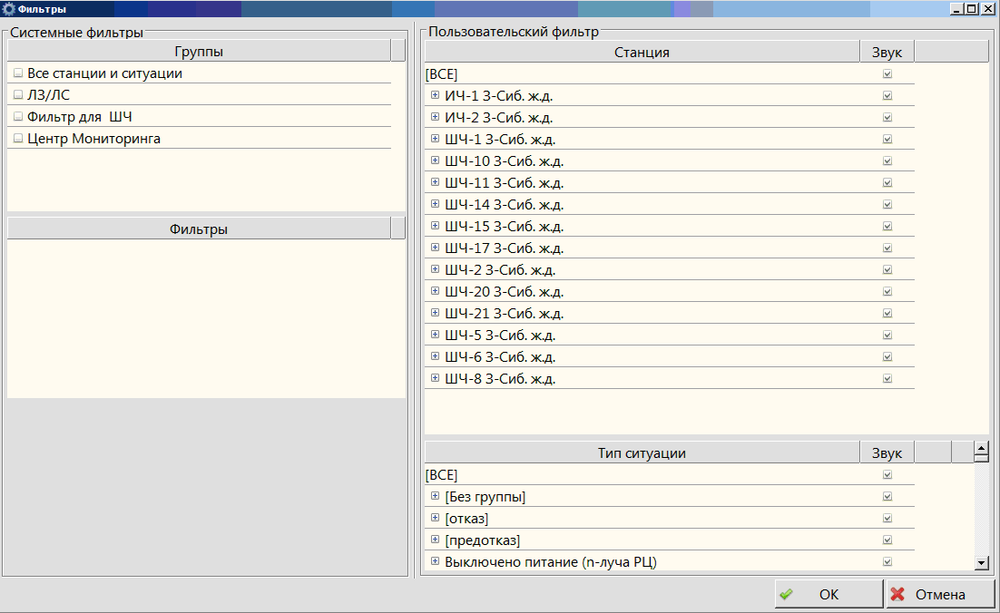 Фильтры
Системные фильтры
Группы
Все станции и ситуации
ЛЗ/ЛС
Фильтр для  ШЧ
Центр Мониторинга
Фильтры
Пользовательский фильтр
Станция Звук
[ВСЕ]
ИЧ-1 З-Сиб. ж.д.
ИЧ-2 З-Сиб. ж.д.
ШЧ-1 З-Сиб. ж.д.
ШЧ-10 З-Сиб. ж.д.
ШЧ-11 З-Сиб. ж.д.
ШЧ-14 З-Сиб. ж.д.
ШЧ-15 З-Сиб. ж.д.
ШЧ-17 З-Сиб. ж.д.
ШЧ-2 З-Сиб. ж.д.
ШЧ-20 З-Сиб. ж.д.
ШЧ-21 З-Сиб. ж.д.
ШЧ-5 З-Сиб. ж.д.
ШЧ-6 З-Сиб. ж.д.
ШЧ-8 З-Сиб. ж.д.
Тип ситуации Звук
[ВСЕ]
[Без группы]
[отказ]
[предотказ]
Выключено питание (n-луча РЦ)
ОК Отмена